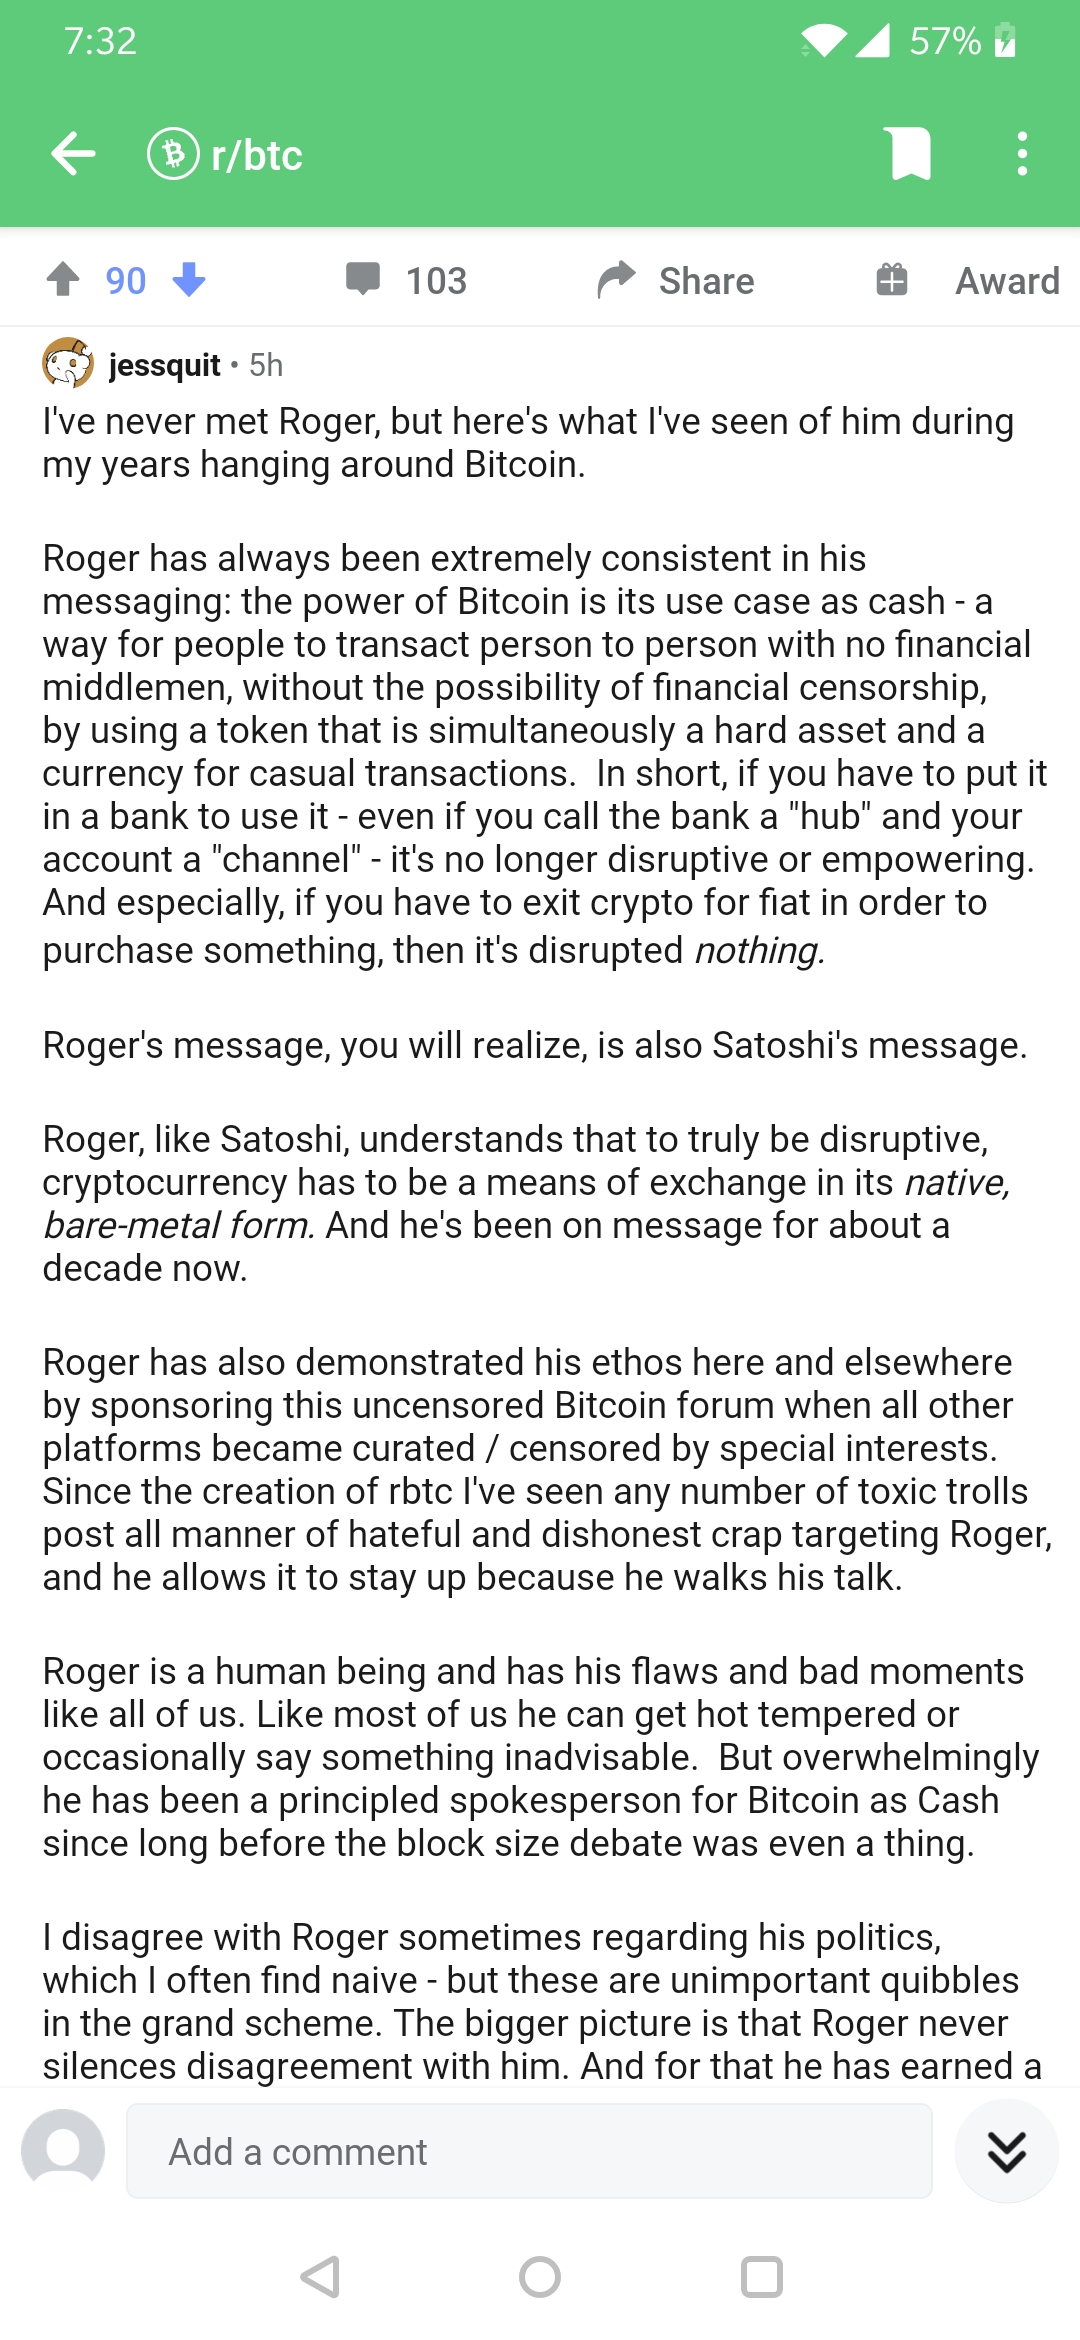 7:32
57%
r/btc
90
103
Share
Award
jessquit • 5h
I've never met Roger, but here's what I've seen of him during
my years hanging around Bitcoin.
Roger has always been extremely consistent in his
messaging: the power of Bitcoin is its use case as cash - a
way for people to transact person to person with no financial
middlemen, without the possibility of financial censorship,
by using a token that is simultaneously a hard asset and a
currency for casual transactions.  In short, if you have to put it
in a bank to use it - even if you call the bank a "hub" and your
account a "channel" - it's no longer disruptive or empowering.
And especially, if you have to exit crypto for fiat in order to
purchase something, then it's disrupted nothing.
Roger's message, you will realize, is also Satoshi's message.
Roger, like Satoshi, understands that to truly be disruptive,
cryptocurrency has to be a means of exchange in its native,
bare-metal form. And he's been on message for about a
decade now.
Roger has also demonstrated his ethos here and elsewhere
by sponsoring this uncensored Bitcoin forum when all other
platforms became curated / censored by special interests.
Since the creation of rbtc I've seen any number of toxic trolls
post all manner of hateful and dishonest crap targeting Roger,
and he allows it to stay up because he walks his talk.
Roger is a human being and has his flaws and bad moments
like all of us. Like most of us he can get hot tempered or
occasionally say something inadvisable.  But overwhelmingly
he has been a principled spokesperson for Bitcoin as Cash
since long before the block size debate was even a thing.
I disagree with Roger sometimes regarding his politics,
which I often find naive - but these are unimportant quibbles
in the grand scheme. The bigger picture is that Roger never
silences disagreement with him. And for that he has earned a
Add a comment